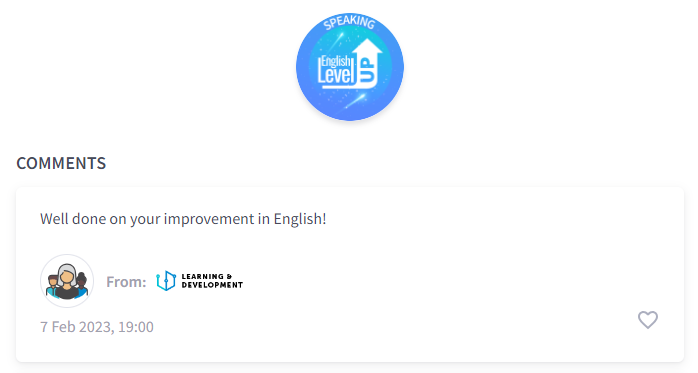 SPEAKING
English
Level
UP
COMMENTS
Well done on your improvement in English!
From: LEARNING &
DEVELOPMENT
7 Feb 2023, 19:00